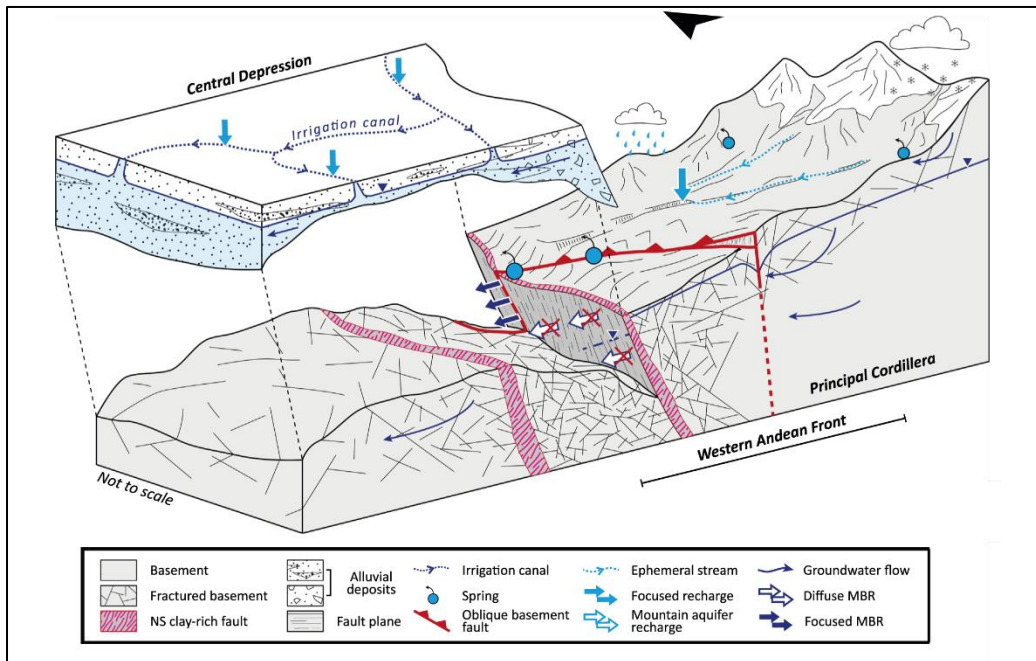 Central Depression
Irrigation canal
Principal Cordillera
Western Andean Front
Not to scale
Basement
Fractured basement
NS clay-rich fault
Alluvial
deposits
Fault plane
Irrigation canal
Spring
Oblique basement
fault
Ephemeral stream
Focused recharge
Mountain aquifer
recharge
Groundwater flow
Diffuse MBR
Focused MBR